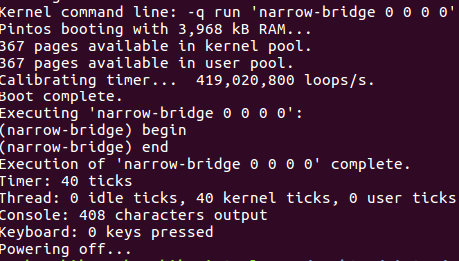 Kernel command line: -q run 'narrow-bridge 0 0 0 0'
Pintos booting with 3,968 kB RAM...
367 pages available in kernel pool.
367 pages available in user pool.
Calibrating timer...  419,020,800 loops/s.
Boot complete.
Executing 'narrow-bridge 0 0 0 0':
(narrow-bridge) begin
(narrow-bridge) end
Execution of 'narrow-bridge 0 0 0 0' complete.
Timer: 40 ticks
Thread: 0 idle ticks, 40 kernel ticks, 0 user ticks
Console: 408 characters output
Keyboard: 0 keys pressed
Powering off...